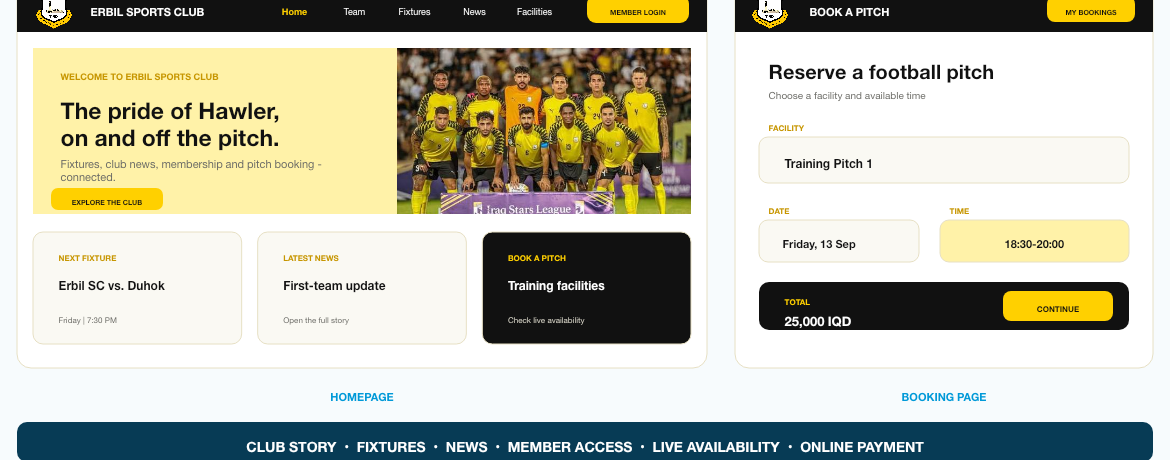 ERBIL SPORTS CLUB
Home
Team
Fixtures
News
Facilities
MEMBER LOGIN
WELCOME TO ERBIL SPORTS CLUB
The pride of Hawler,
on and off the pitch.
Fixtures, club news, membership and pitch booking -
connected.
EXPLORE THE CLUB
Iraq Stars League
NEXT FIXTURE
Erbil SC vs. Duhok
Friday | 7:30 PM
LATEST NEWS
First-team update
Open the full story
BOOK A PITCH
Training facilities
Check live availability
HOMEPAGE
BOOK A PITCH
MY BOOKINGS
Reserve a football pitch
Choose a facility and available time
FACILITY
Training Pitch 1
DATE
TIME
Friday, 13 Sep
18:30-20:00
TOTAL
25,000 IQD
CONTINUE
BOOKING PAGE
CLUB STORY • FIXTURES • NEWS • MEMBER ACCESS • LIVE AVAILABILITY • ONLINE PAYMENT